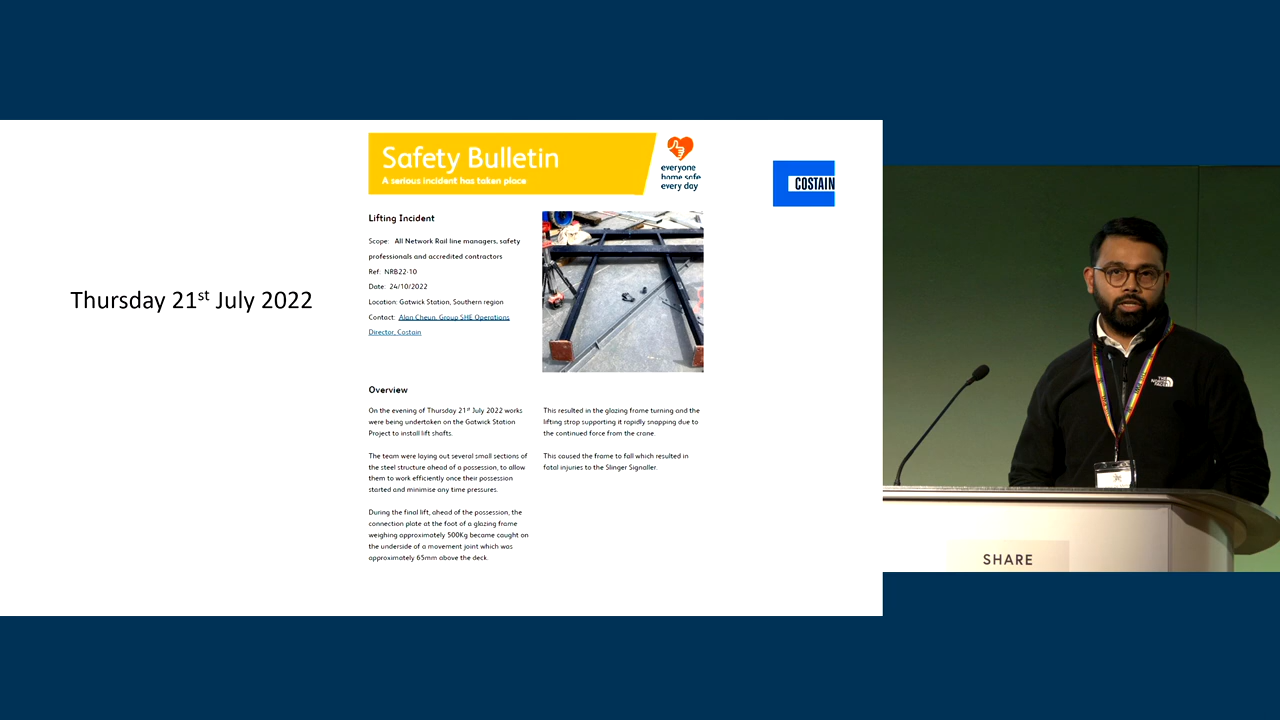 Thursday 21st July 2022
Safety Bulletin
A serious incident has taken place
everyone
home safe
every day
COSTAIN
Lifting Incident
Scope: All Network Rail line managers, safety
professionals and accredited contractors
Ref: NRB22-10
Date: 24/10/2022
Location: Gatwick Station, Southern region
Contact: Alan Cheun, Group SHE Operations
Director, Costain
Overview
On the evening of Thursday 21st July 2022 works
were being undertaken on the Gatwick Station
Project to install lift shafts.
The team were laying out several small sections of
the steel structure ahead of a possession, to allow
them to work efficiently once their possession
started and minimise any time pressures.
During the final lift, ahead of the possession, the
connection plate at the foot of a glazing frame
weighing approximately 500Kg became caught on
the underside of a movement joint which was
approximately 65mm above the deck.
This resulted in the glazing frame turning and the
lifting strop supporting it rapidly snapping due to
the continued force from the crane.
This caused the frame to fall which resulted in
fatal injuries to the Slinger Signaller.
THE
NORTH
FACE
SHARE